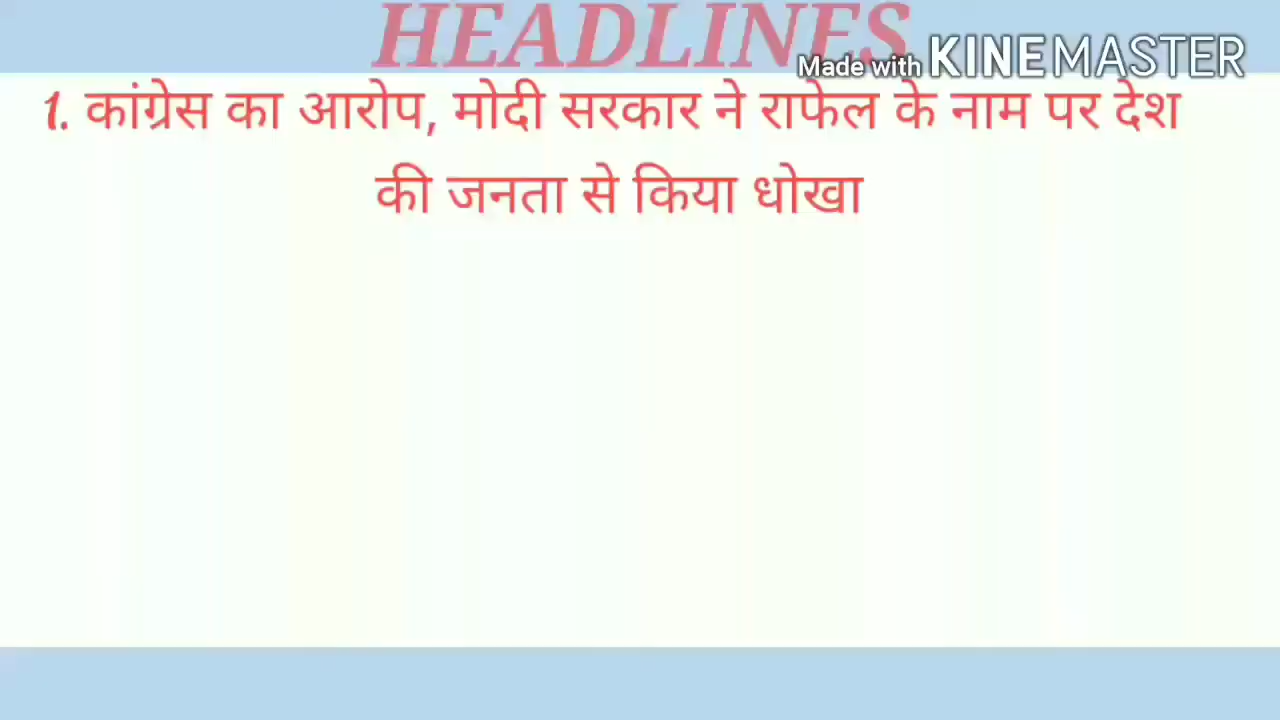 HEADLINES
Made with KINEMASTER
1. कांग्रेस का आरोप, मोदी सरकार ने राफेल के नाम पर देश
की जनता से किया धोखा